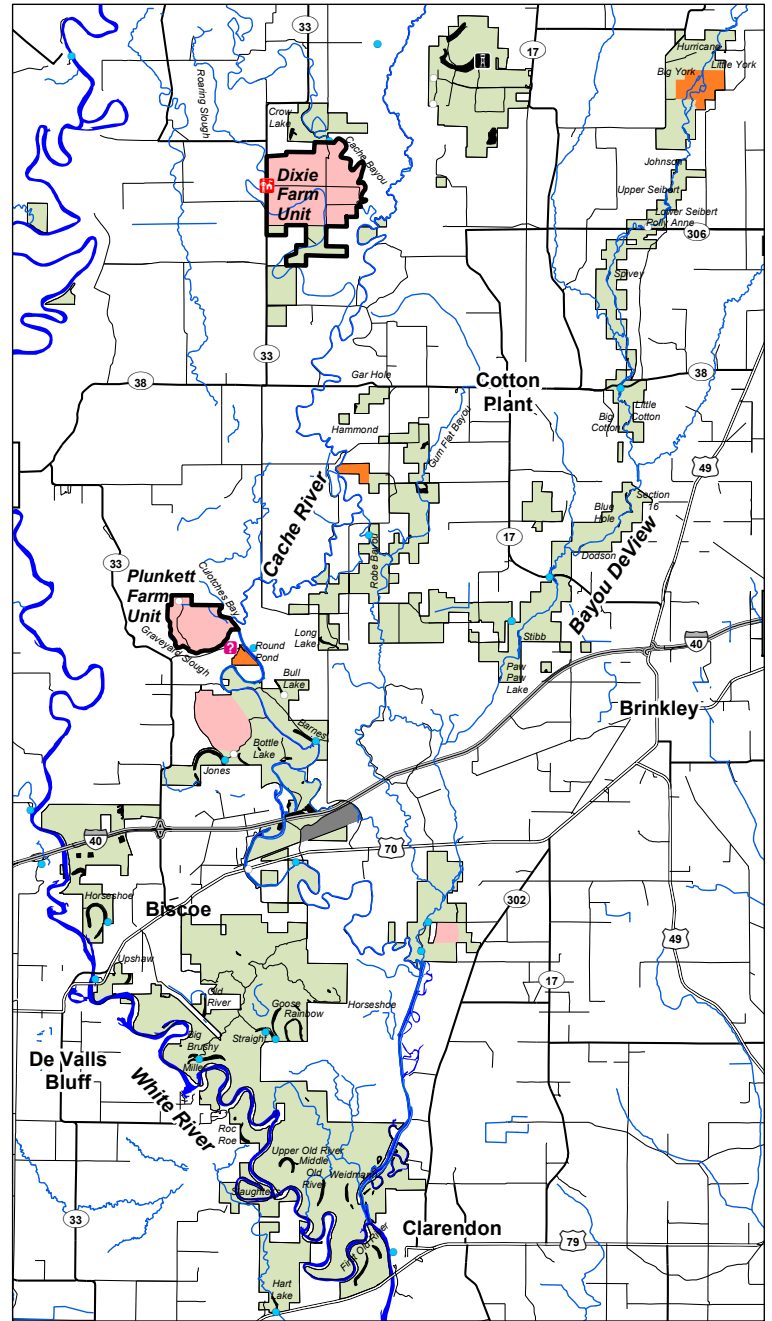 33
38
17
Hurricane
Little York
Big York
Roaring Slough
Crow
Lake
Cache Bayou
Dixie
Farm
Unit
Johnson
Upper Seibert
Lower Seibert
Polly Anne
306
Spivey
33
38
Gar Hole
Cotton
Plant
38
Little
Cotton
Big
Cotton
Hammond
Gum Flat Bayou
49
Cache River
Section
16
Blue
Hole
17
Robe Bayou
Dodson
Bayou DeView
33
Plunkett
Farm
Unit
Culotches Bay
Graveyard Slough
?
Round
Pond
Long
Lake
Stibb
40
Bull
Lake
Paw
Paw
Lake
Brinkley
Barnes
Bottle
Lake
Jones
40
70
Horseshoe
Biscoe
302
49
Upshaw
17
Old
River
Goose
Rainbow
Horseshoe
Straight
Big
Brushy
De Valls
Bluff
Miller
White River
Roc
Roe
Upper Old River
Middle
Old
River
Weidman
Slaughter
33
Clarendon
79
First Old River
Hart
Lake